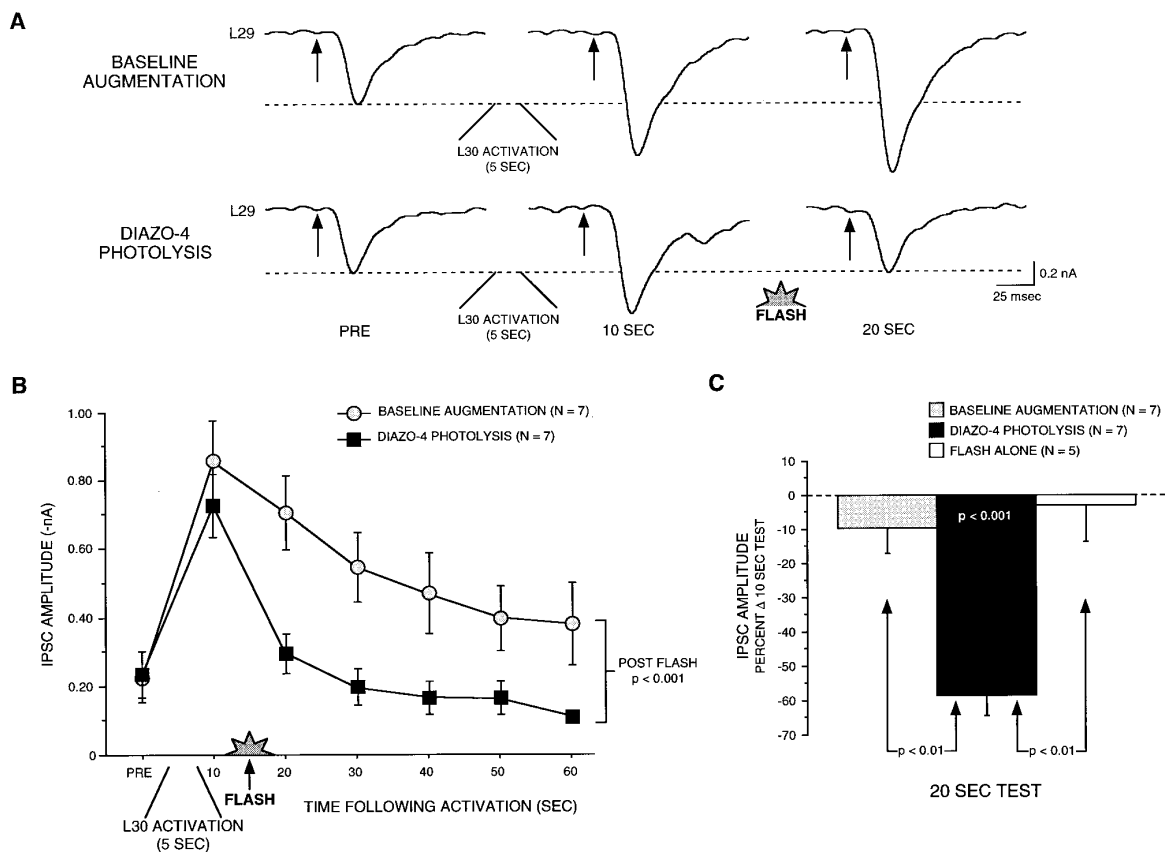 A
BASELINE
AUGMENTATION
L29
L30 ACTIVATION
(5 SEC)
DIAZO-4
PHOTOLYSIS
L29
L30 ACTIVATION
(5 SEC)
FLASH
0.2 nA
25 msec
PRE
10 SEC
20 SEC
B
BASELINE AUGMENTATION (N = 7)
DIAZO-4 PHOTOLYSIS (N = 7)
IPSC AMPLITUDE (-nA)
1.00
0.80
0.60
0.40
0.20
0
POST FLASH
p < 0.001
PRE
10
20
30
40
50
60
FLASH
TIME FOLLOWING ACTIVATION (SEC)
L30 ACTIVATION
(5 SEC)
C
BASELINE AUGMENTATION (N = 7)
DIAZO-4 PHOTOLYSIS (N = 7)
FLASH ALONE (N = 5)
IPSC AMPLITUDE
PERCENT Δ 10 SEC TEST
10
0
-10
-20
-30
-40
-50
-60
-70
p < 0.001
p < 0.01
p < 0.01
20 SEC TEST